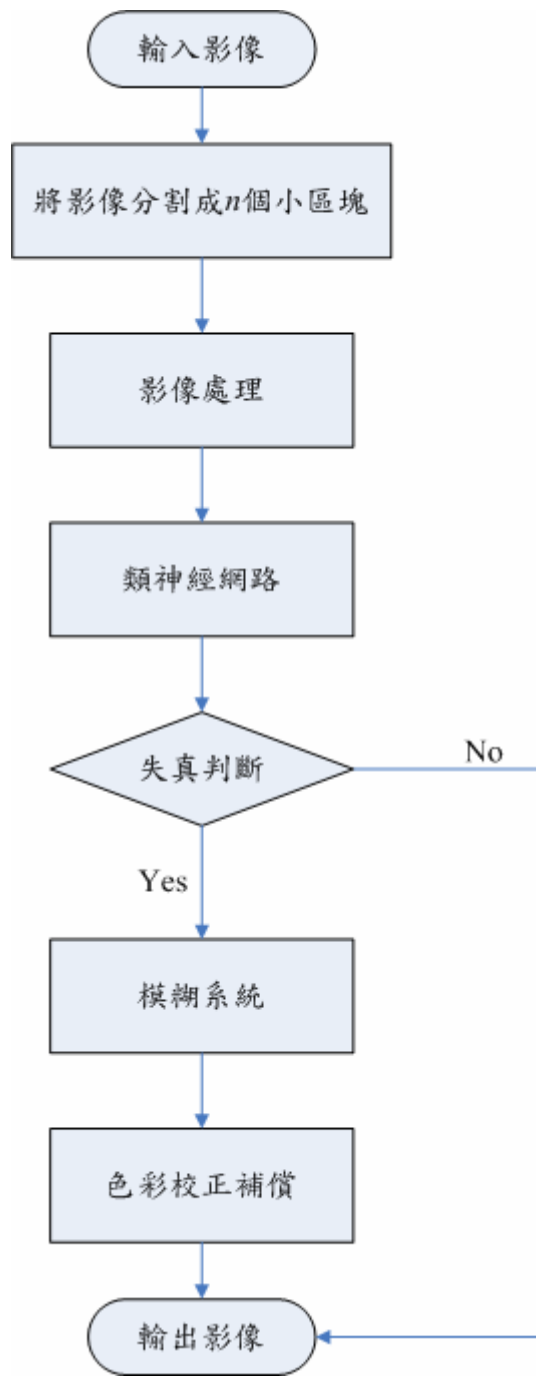 輸入影像
將影像分割成n個小區塊
影像處理
類神經網路
失真判斷
No
Yes
模糊系統
色彩校正補償
輸出影像